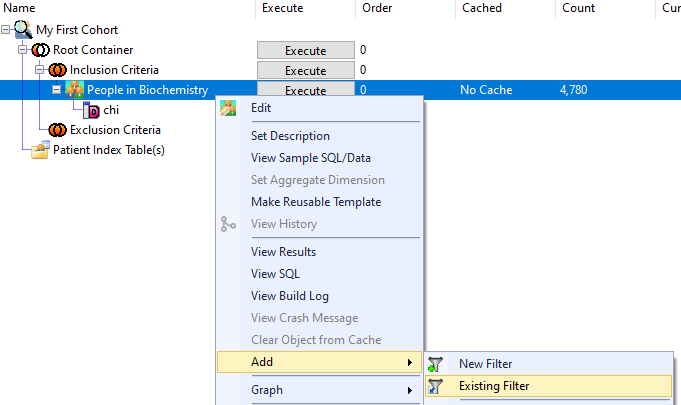 Name Execute Order Cached Count Cur
My First Cohort
Root Container Execute 0
Inclusion Criteria Execute 0
People in Biochemistry Execute 0 No Cache 4,780
chi
Exclusion Criteria
Patient Index Table(s)
Edit
Set Description
View Sample SQL/Data
Set Aggregate Dimension
Make Reusable Template
View History
View Results
View SQL
View Build Log
View Crash Message
Clear Object from Cache
Add
Graph
New Filter
Existing Filter